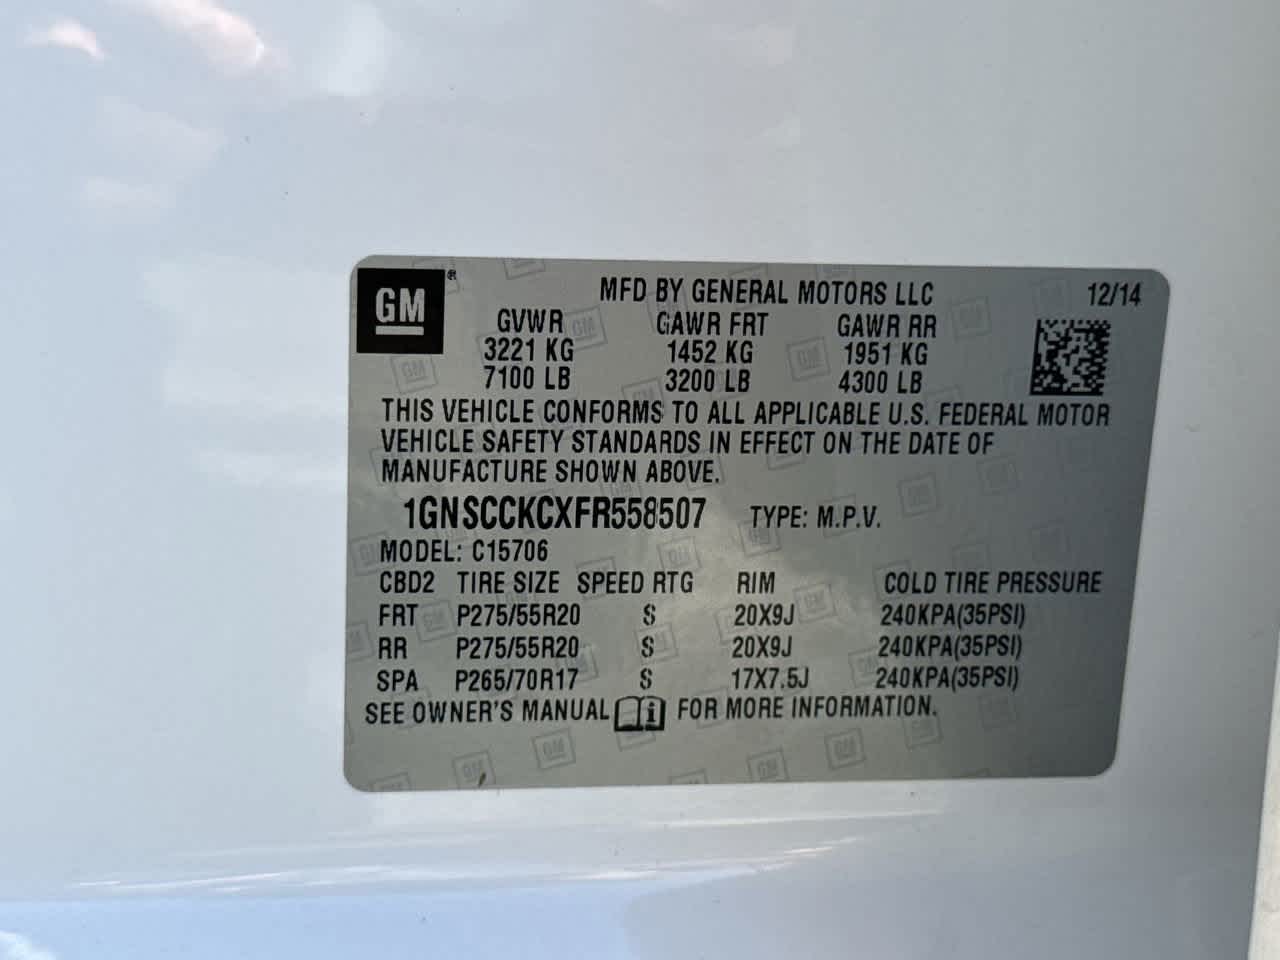 GM ®
MFD BY GENERAL MOTORS LLC 12/14
GVWR GAWR FRT GAWR RR
3221 KG 1452 KG 1951 KG
7100 LB 3200 LB 4300 LB
THIS VEHICLE CONFORMS TO ALL APPLICABLE U.S. FEDERAL MOTOR
VEHICLE SAFETY STANDARDS IN EFFECT ON THE DATE OF
MANUFACTURE SHOWN ABOVE.
1GNSCCKCXFR558507 TYPE: M.P.V.
MODEL: C15706
CBD2 TIRE SIZE SPEED RTG RIM COLD TIRE PRESSURE
FRT P275/55R20 S 20X9J 240KPA(35PSI)
RR P275/55R20 S 20X9J 240KPA(35PSI)
SPA P265/70R17 S 17X7.5J 240KPA(35PSI)
SEE OWNER'S MANUAL i FOR MORE INFORMATION.